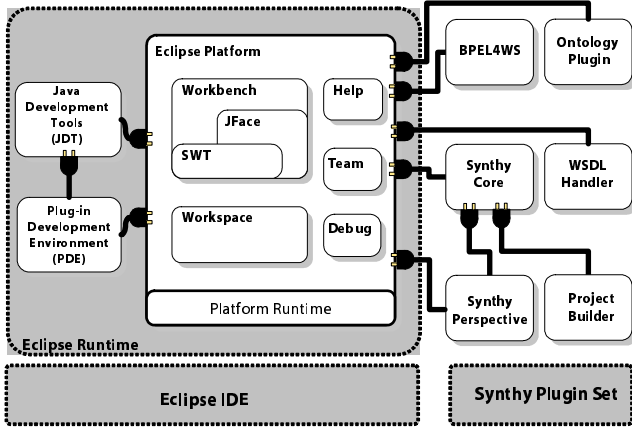 Eclipse Platform
Java
Development
Tools
(JDT)
Plug-in
Development
Environment
(PDE)
Workbench
JFace
SWT
Workspace
Help
Team
Debug
Platform Runtime
Eclipse Runtime
BPEL4WS
Ontology
Plugin
Synthy
Core
WSDL
Handler
Synthy
Perspective
Project
Builder
Eclipse IDE
Synthy Plugin Set